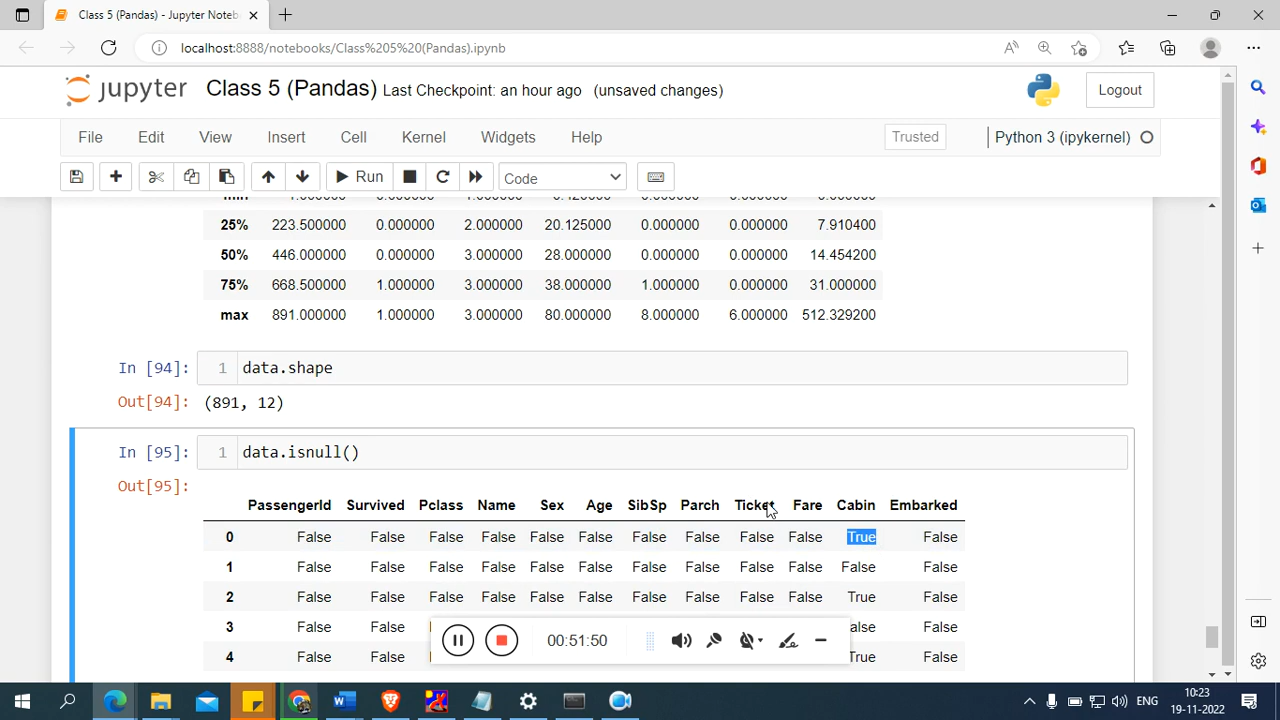 Class 5 (Pandas) - Jupyter Noteb
localhost:8888/notebooks/Class%205%20(Pandas).ipynb
jupyter Class 5 (Pandas) Last Checkpoint: an hour ago (unsaved changes) Logout
File Edit View Insert Cell Kernel Widgets Help Trusted Python 3 (ipykernel)
Run Code
25% 223.500000 0.000000 2.000000 20.125000 0.000000 0.000000 7.910400
50% 446.000000 0.000000 3.000000 28.000000 0.000000 0.000000 14.454200
75% 668.500000 1.000000 3.000000 38.000000 1.000000 0.000000 31.000000
max 891.000000 1.000000 3.000000 80.000000 8.000000 6.000000 512.329200
In [94]: 1 data.shape
Out[94]: (891, 12)
In [95]: 1 data.isnull()
Out[95]:
PassengerId Survived Pclass Name Sex Age SibSp Parch Ticket Fare Cabin Embarked
0 False False False False False False False False False False True False
1 False False False False False False False False False False False False
2 False False False False False False False False False False True False
3 False False False
4 False False True False
00:51:50
ENG
10:23
19-11-2022